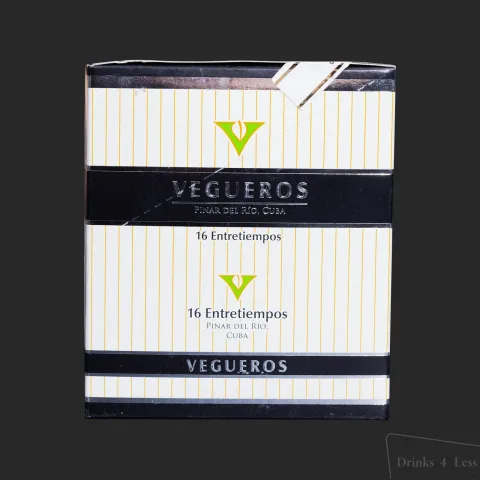 VEGUEROS
PINAR DEL RÍO, CUBA
16 Entretiempos
16 Entretiempos
PINAR DEL RÍO,
CUBA
VEGUEROS
Drinks 4 Less